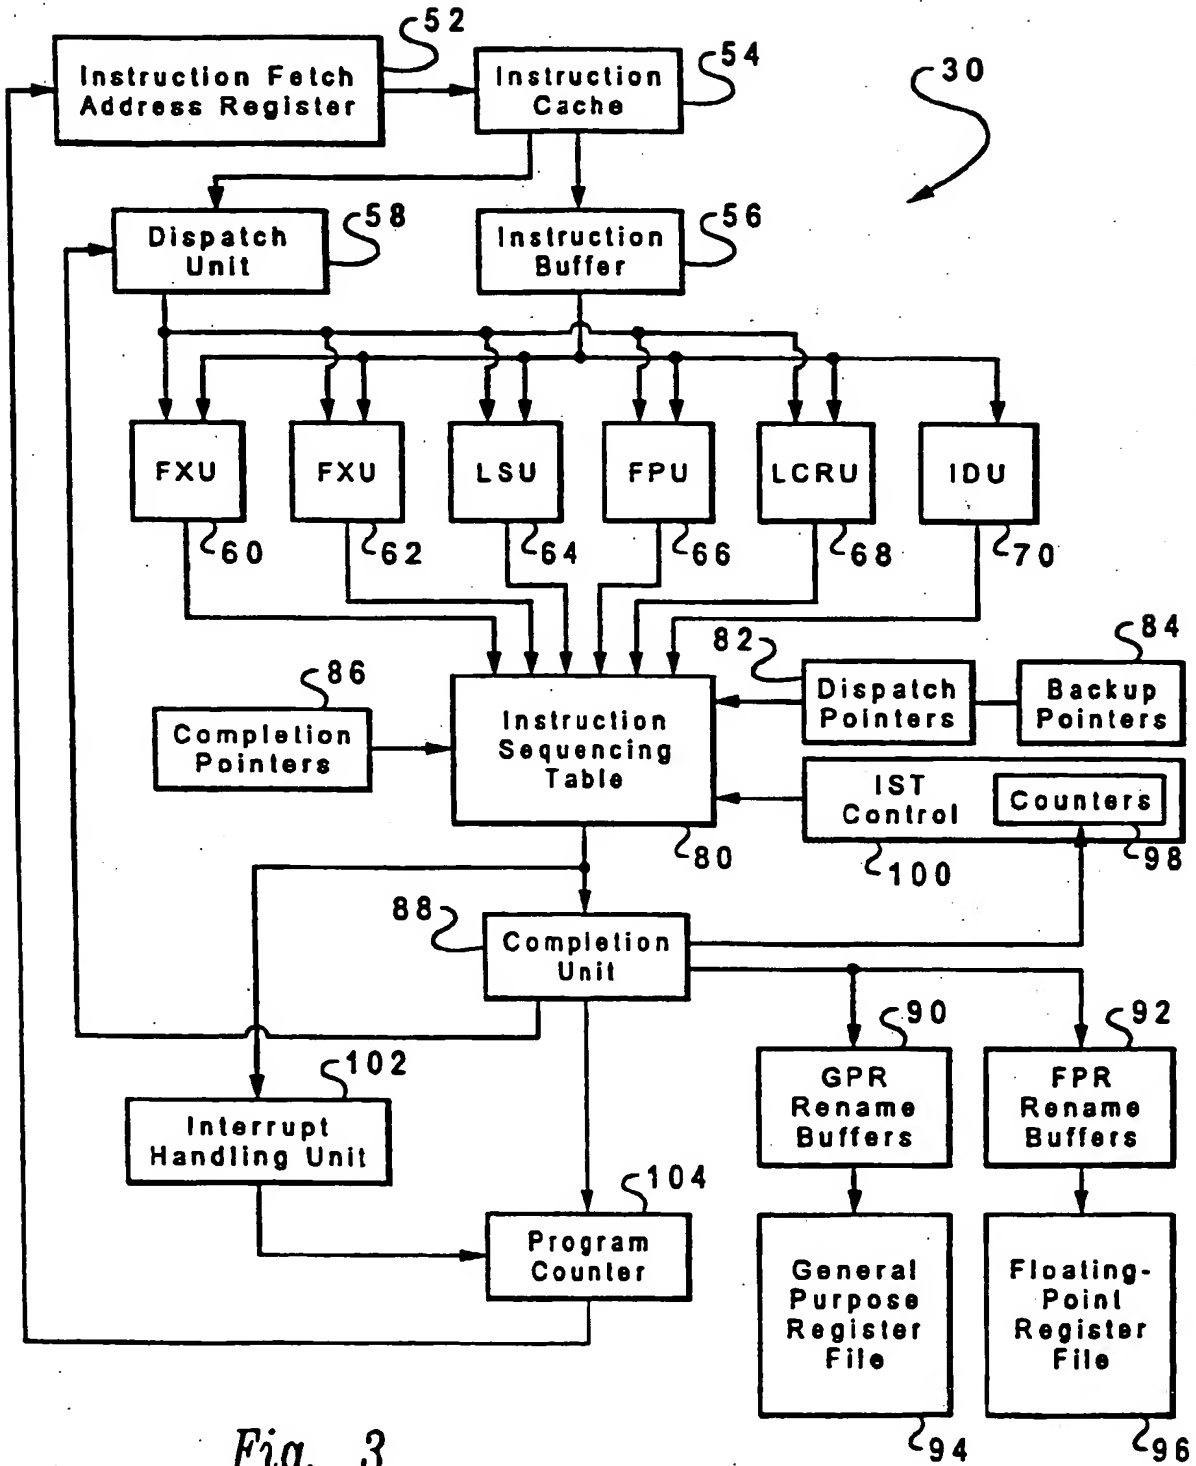 52
Instruction Fetch
Address Register
Instruction
Cache
54
30
Dispatch
Unit
58
Instruction
Buffer
56
FXU
FXU
LSU
FPU
LCRU
IDU
60
62
64
66
68
70
86
Completion
Pointers
Instruction
Sequencing
Table
80
82
Dispatch
Pointers
84
Backup
Pointers
IST
Control
Counters
98
100
88
Completion
Unit
102
Interrupt
Handling Unit
104
Program
Counter
90
GPR
Rename
Buffers
92
FPR
Rename
Buffers
General
Purpose
Register
File
94
Floating-
Point
Register
File
96
Fig. 3